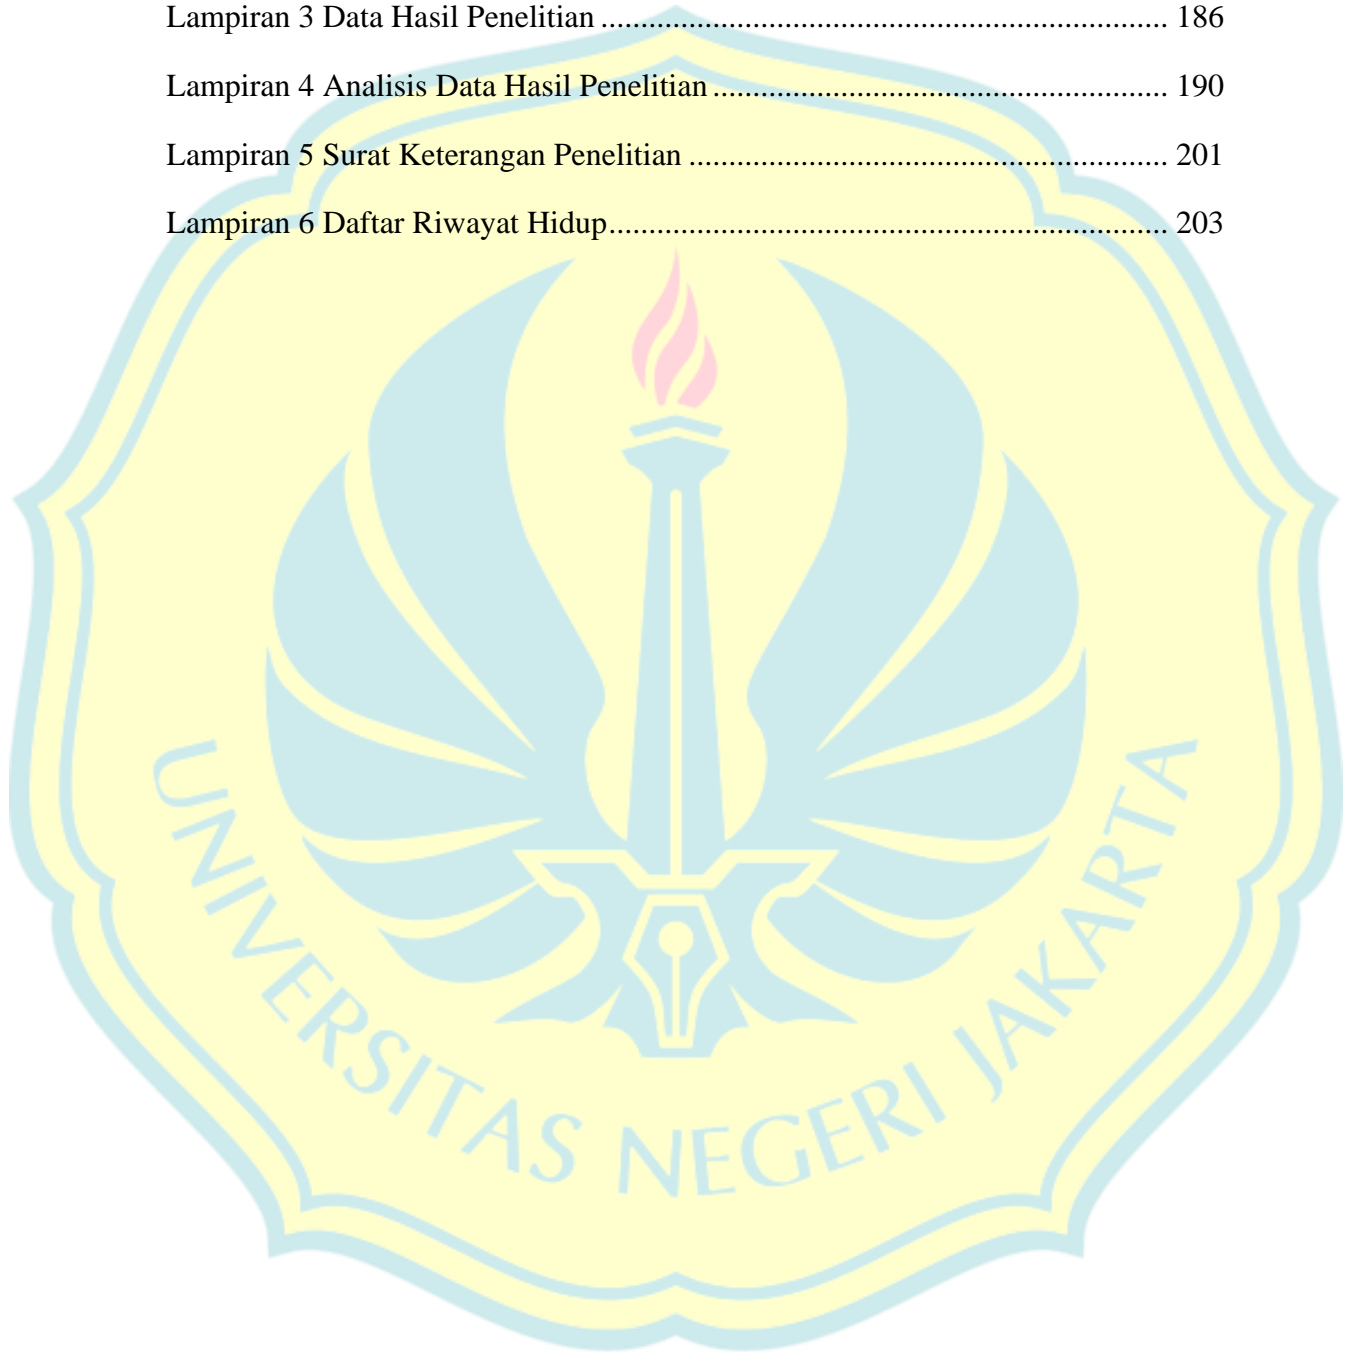 Lampiran 3 Data Hasil Penelitian ....................................................................... 186
Lampiran 4 Analisis Data Hasil Penelitian ......................................................... 190
Lampiran 5 Surat Keterangan Penelitian ............................................................ 201
Lampiran 6 Daftar Riwayat Hidup...................................................................... 203
UNIVERSITAS NEGERI JAKARTA